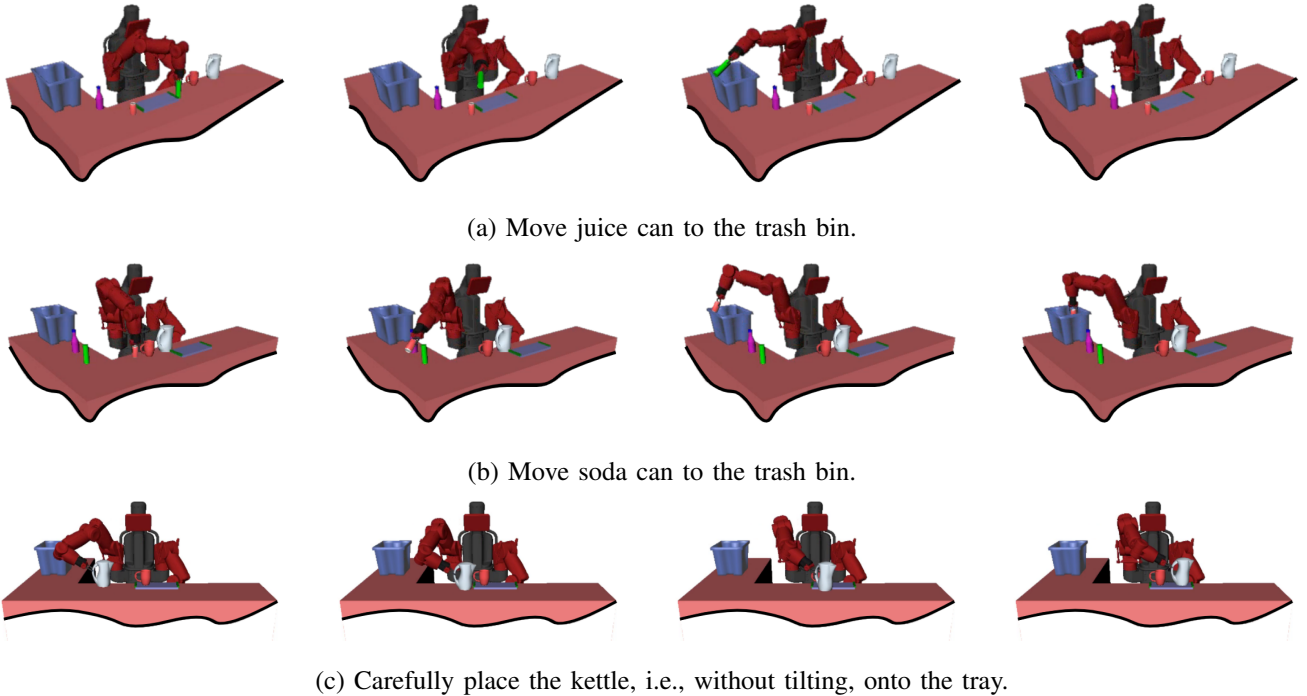 (a) Move juice can to the trash bin.
(b) Move soda can to the trash bin.
(c) Carefully place the kettle, i.e., without tilting, onto the tray.